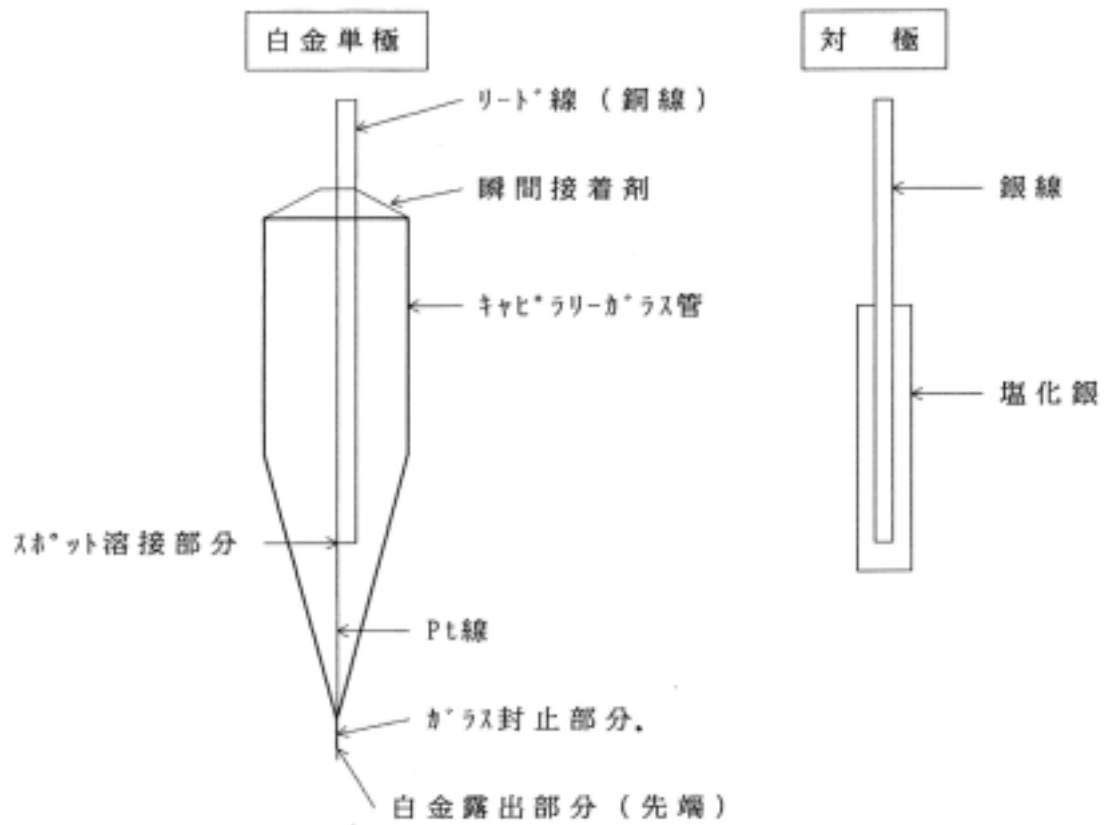 白金単極
対 極
ﾘｰﾄﾞ線（銅線）
瞬間接着剤
銀線
ｷｬﾋﾟﾗﾘｰｶﾞﾗｽ管
塩化銀
ｽﾎﾟｯﾄ溶接部分
Pt線
ｶﾞﾗｽ封止部分.
白金露出部分（先端）